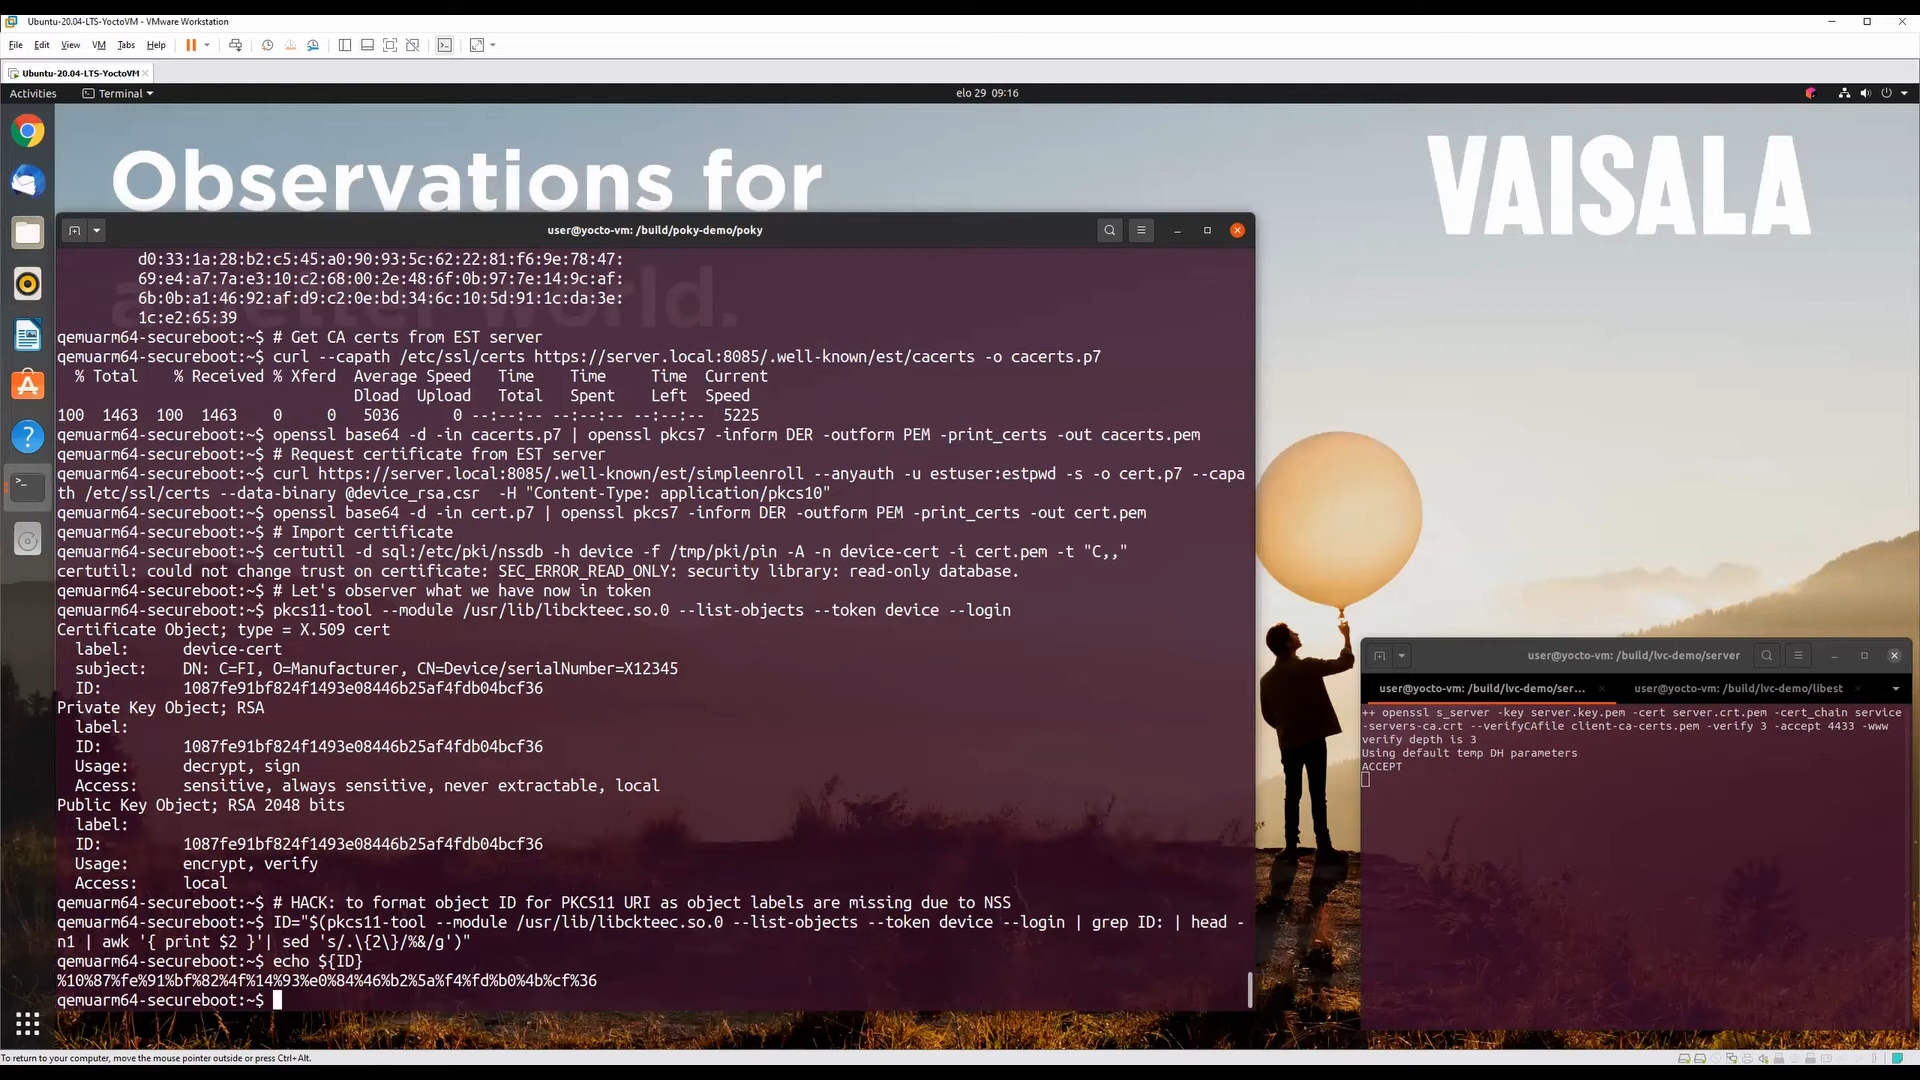 Ubuntu-20.04-LTS-YoctoVM - VMware Workstation
File Edit View VM Tabs Help
Ubuntu-20.04-LTS-YoctoVM
Activities Terminal elo 29 09:16
Observations for
a better world.
VAISALA
user@yocto-vm: /build/poky-demo/poky
d0:33:1a:28:b2:c5:45:a0:90:93:5c:62:22:81:f6:9e:78:47:
69:e4:a7:7a:e3:10:c2:68:00:2e:48:6f:0b:97:7e:14:9c:af:
6b:0b:a1:46:92:af:d9:c2:0e:bd:34:6c:10:5d:91:1c:da:3e:
1c:e2:65:39
qemuarm64-secureboot:~$ # Get CA certs from EST server
qemuarm64-secureboot:~$ curl --capath /etc/ssl/certs https://server.local:8085/.well-known/est/cacerts -o cacerts.p7
% Total % Received % Xferd Average Speed Time Time Time Current
Dload Upload Total Spent Left Speed
100 1463 100 1463 0 0 5036 0 --:--:-- --:--:-- --:--:-- 5225
qemuarm64-secureboot:~$ openssl base64 -d -in cacerts.p7 | openssl pkcs7 -inform DER -outform PEM -print_certs -out cacerts.pem
qemuarm64-secureboot:~$ # Request certificate from EST server
qemuarm64-secureboot:~$ curl https://server.local:8085/.well-known/est/simpleenroll --anyauth -u estuser:estpwd -s -o cert.p7 --capa
th /etc/ssl/certs --data-binary @device_rsa.csr -H "Content-Type: application/pkcs10"
qemuarm64-secureboot:~$ openssl base64 -d -in cert.p7 | openssl pkcs7 -inform DER -outform PEM -print_certs -out cert.pem
qemuarm64-secureboot:~$ # Import certificate
qemuarm64-secureboot:~$ certutil -d sql:/etc/pki/nssdb -h device -f /tmp/pki/pin -A -n device-cert -i cert.pem -t "C,,"
certutil: could not change trust on certificate: SEC_ERROR_READ_ONLY: security library: read-only database.
qemuarm64-secureboot:~$ # Let's observer what we have now in token
qemuarm64-secureboot:~$ pkcs11-tool --module /usr/lib/libckteec.so.0 --list-objects --token device --login
Certificate Object; type = X.509 cert
label: device-cert
subject: DN: C=FI, O=Manufacturer, CN=Device/serialNumber=X12345
ID: 1087fe91bf824f1493e08446b25af4fdb04bcf36
Private Key Object; RSA
label:
ID: 1087fe91bf824f1493e08446b25af4fdb04bcf36
Usage: decrypt, sign
Access: sensitive, always sensitive, never extractable, local
Public Key Object; RSA 2048 bits
label:
ID: 1087fe91bf824f1493e08446b25af4fdb04bcf36
Usage: encrypt, verify
Access: local
qemuarm64-secureboot:~$ # HACK: to format object ID for PKCS11 URI as object labels are missing due to NSS
qemuarm64-secureboot:~$ ID="$(pkcs11-tool --module /usr/lib/libckteec.so.0 --list-objects --token device --login | grep ID: | head -
n1 | awk '{ print $2 }'| sed 's/.\{2\}/%&/g')"
qemuarm64-secureboot:~$ echo ${ID}
%10%87%fe%91%bf%82%4f%14%93%e0%84%46%b2%5a%f4%fd%b0%4b%cf%36
qemuarm64-secureboot:~$
user@yocto-vm: /build/lvc-demo/server
user@yocto-vm: /build/lvc-demo/ser... user@yocto-vm: /build/lvc-demo/libest
++ openssl s_server -key server.key.pem -cert server.crt.pem -cert_chain service
-servers-ca.crt --verifyCAfile client-ca-certs.pem -verify 3 -accept 4433 -www
verify depth is 3
Using default temp DH parameters
ACCEPT
To return to your computer, move the mouse pointer outside or press Ctrl+Alt.